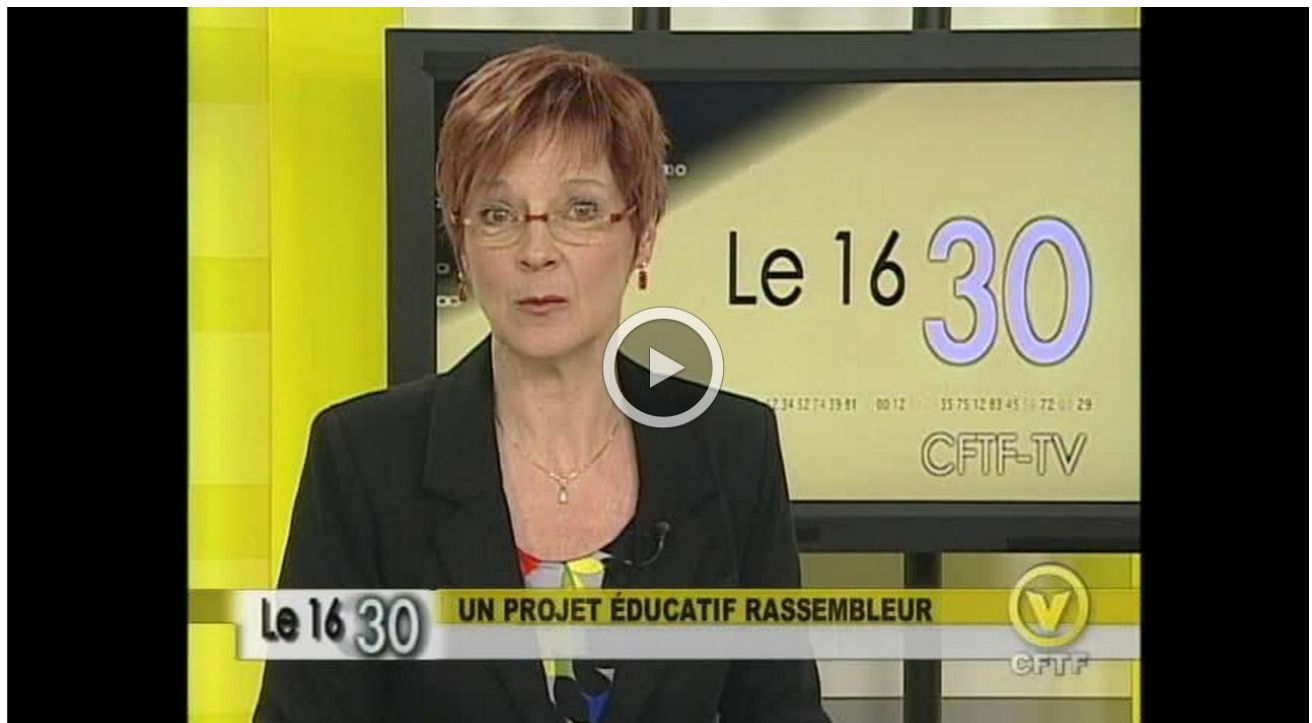 Le 16 30
CFTF-TV
Le 16 30
UN PROJET ÉDUCATIF RASSEMBLEUR
V
CFTF